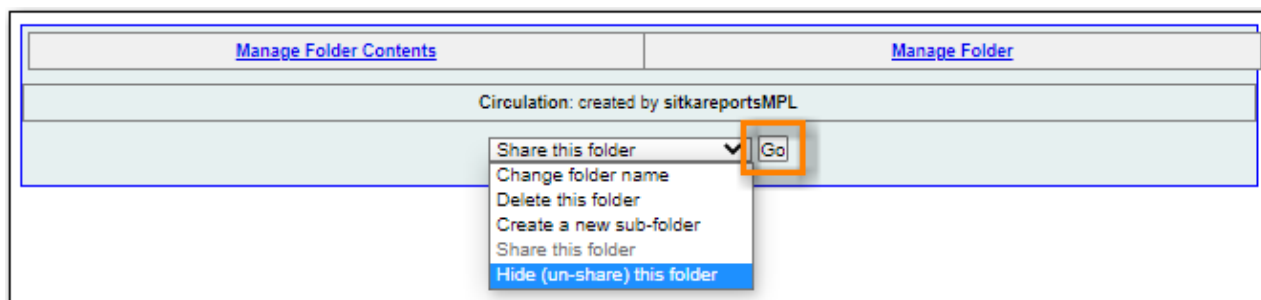 Manage Folder Contents Manage Folder
Circulation: created by sitkareportsMPL
Share this folder Go
Change folder name
Delete this folder
Create a new sub-folder
Share this folder
Hide (un-share) this folder